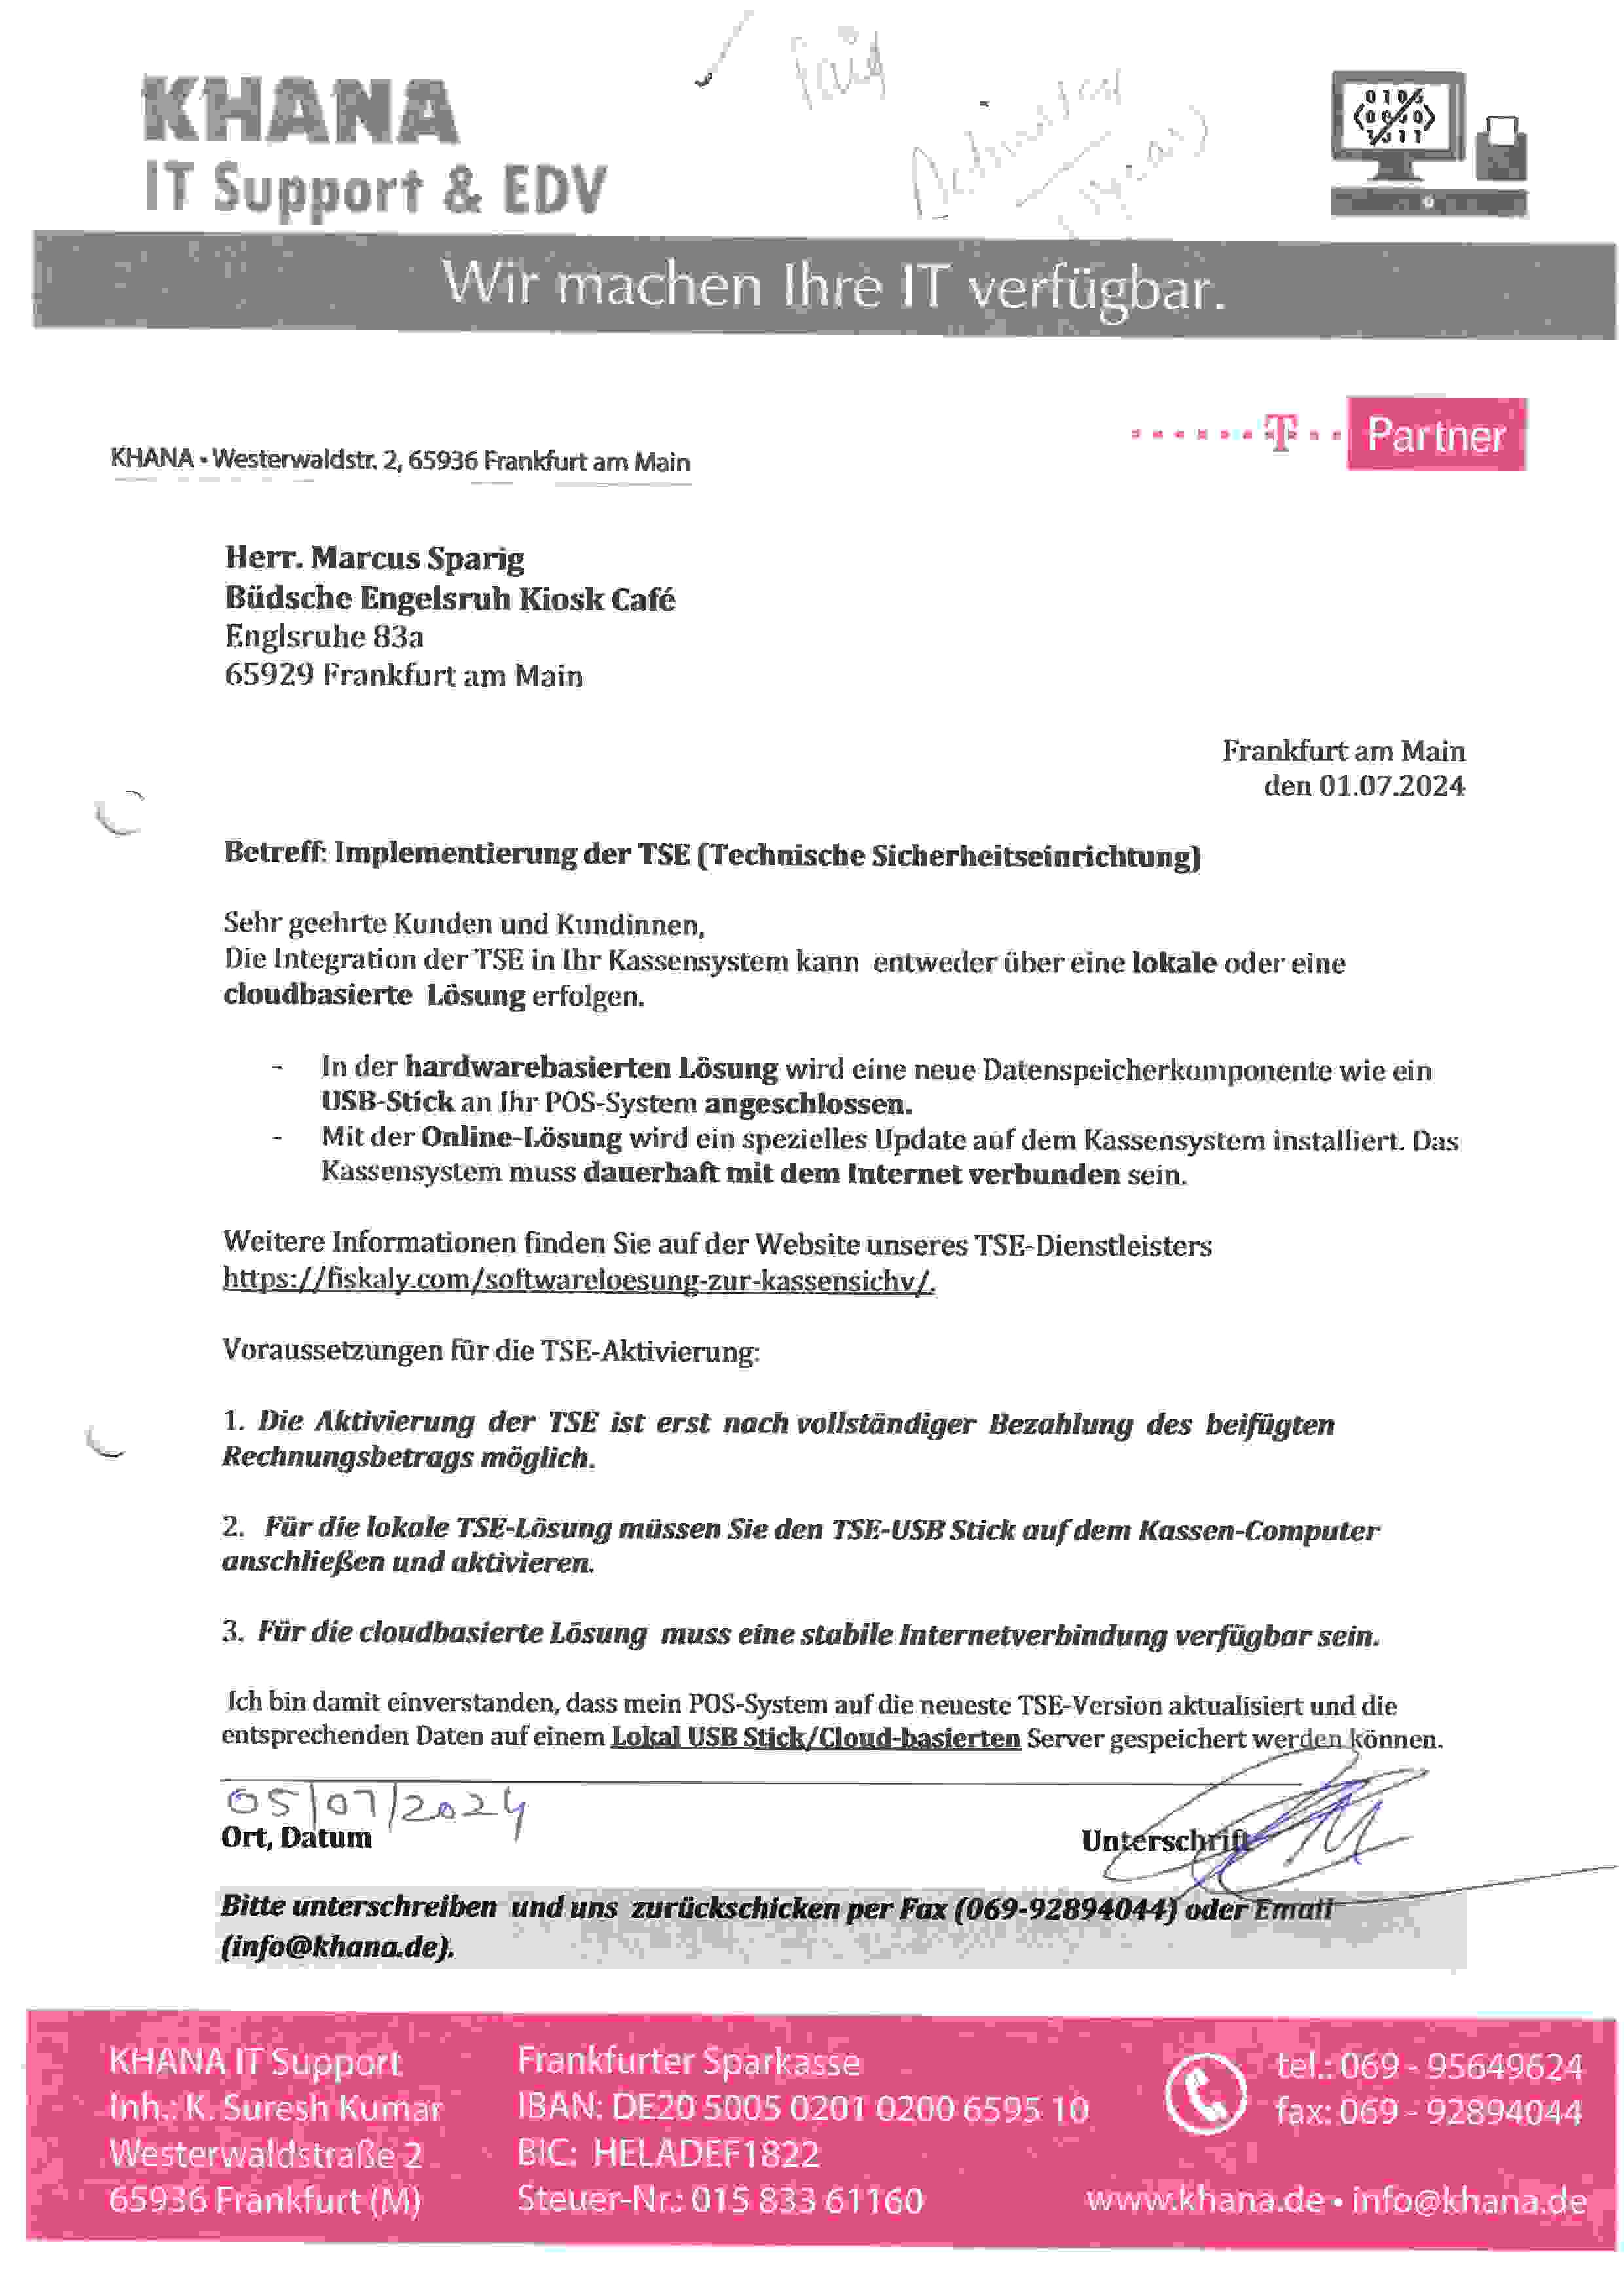 Paid
KHANA
IT Support & EDV
0101
0000
1011
Wir machen Ihre IT verfügbar.
T Partner
KHANA • Westerwaldstr. 2, 65936 Frankfurt am Main
Herr. Marcus Sparig
Büdsche Engelsruh Kiosk Café
Englsruhe 83a
65929 Frankfurt am Main
Frankfurt am Main
den 01.07.2024
Betreff: Implementierung der TSE (Technische Sicherheitseinrichtung)
Sehr geehrte Kunden und Kundinnen,
Die Integration der TSE in Ihr Kassensystem kann entweder über eine lokale oder eine
cloudbasierte Lösung erfolgen.
- In der hardwarebasierten Lösung wird eine neue Datenspeicherkomponente wie ein
USB-Stick an Ihr POS-System angeschlossen.
- Mit der Online-Lösung wird ein spezielles Update auf dem Kassensystem installiert. Das
Kassensystem muss dauerhaft mit dem Internet verbunden sein.
Weitere Informationen finden Sie auf der Website unseres TSE-Dienstleisters
https://fiskaly.com/softwareloesung-zur-kassensichv/.
Voraussetzungen für die TSE-Aktivierung:
1. Die Aktivierung der TSE ist erst nach vollständiger Bezahlung des beifügten
Rechnungsbetrags möglich.
2. Für die lokale TSE-Lösung müssen Sie den TSE-USB Stick auf dem Kassen-Computer
anschließen und aktivieren.
3. Für die cloudbasierte Lösung muss eine stabile Internetverbindung verfügbar sein.
Ich bin damit einverstanden, dass mein POS-System auf die neueste TSE-Version aktualisiert und die
entsprechenden Daten auf einem Lokal USB Stick/Cloud-basierten Server gespeichert werden können.
05/07/2024
Ort, Datum
Unterschrift
Bitte unterschreiben und uns zurückschicken per Fax (069-92894044) oder Email
(info@khana.de).
KHANA IT Support
Inh.: K. Suresh Kumar
Westerwaldstraße 2
65936 Frankfurt (M)
Frankfurter Sparkasse
IBAN: DE20 5005 0201 0200 6595 10
BIC: HELADEF1822
Steuer-Nr.: 015 833 61160
tel.: 069 - 95649624
fax: 069 - 92894044
www.khana.de • info@khana.de